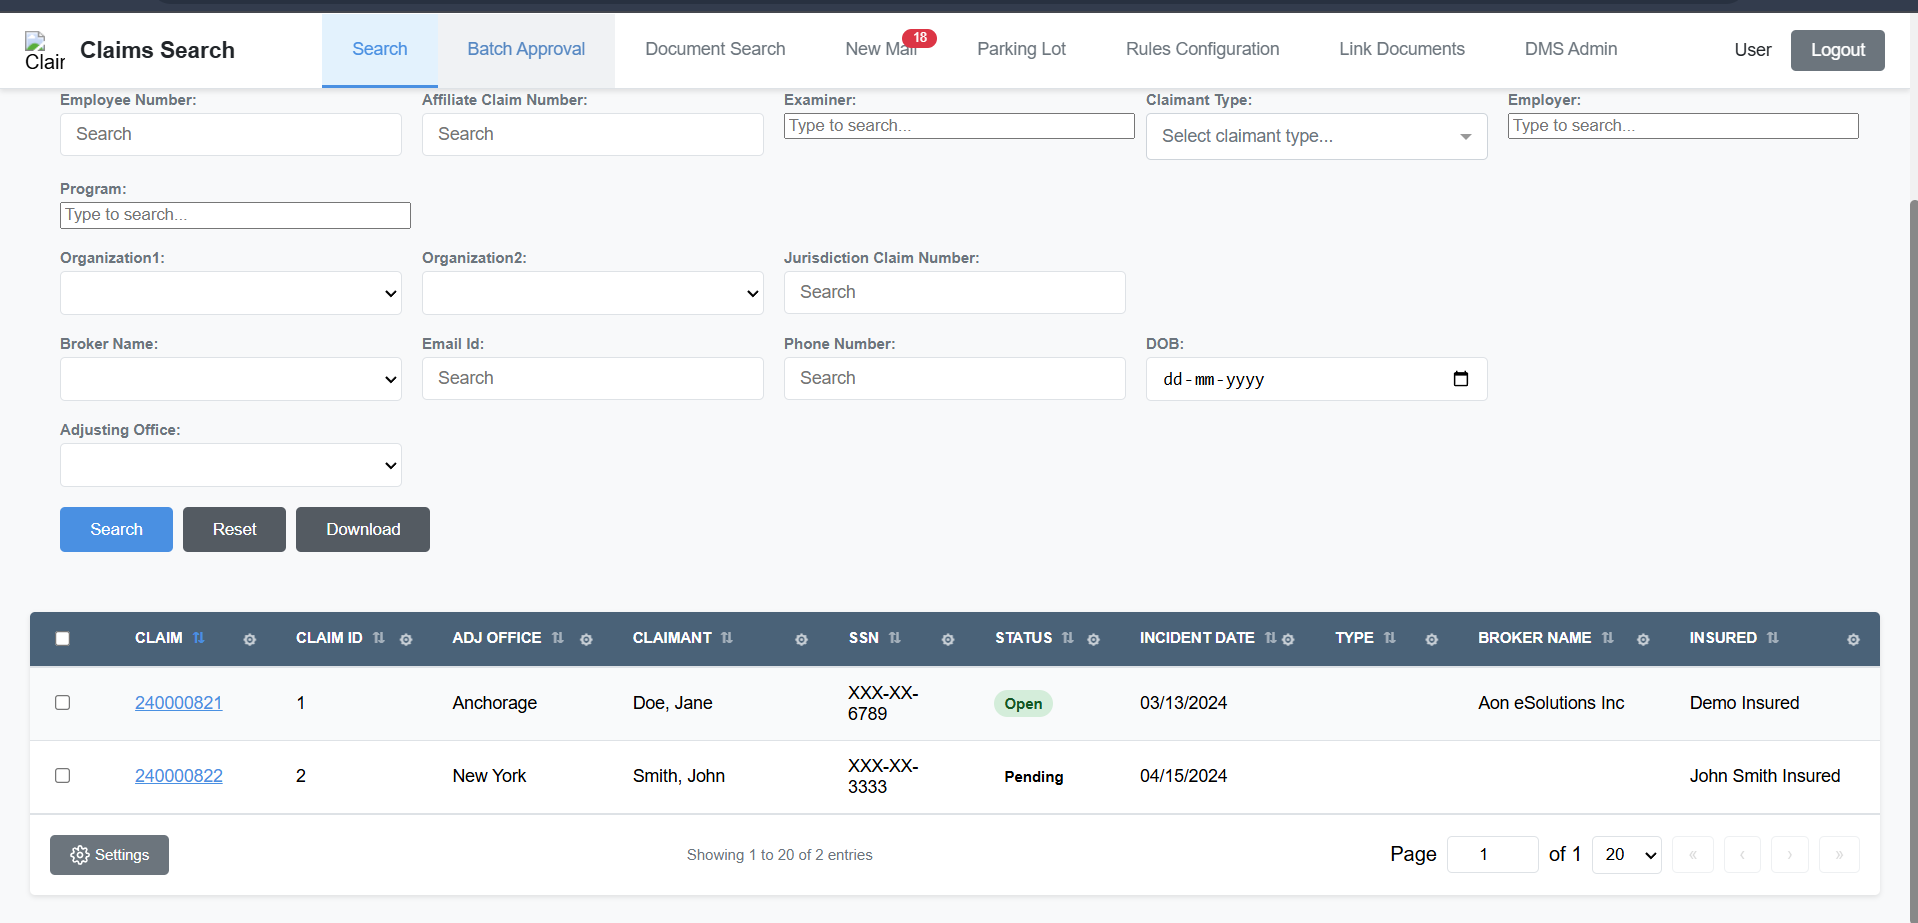 Clair
Claims Search
Search
Batch Approval
Document Search
New Mail
18
Parking Lot
Rules Configuration
Link Documents
DMS Admin
User
Logout
Employee Number:
Affiliate Claim Number:
Examiner:
Claimant Type:
Employer:
Search
Search
Type to search...
Select claimant type...
Type to search...
Program:
Type to search...
Organization1:
Organization2:
Jurisdiction Claim Number:
Search
Broker Name:
Email Id:
Phone Number:
DOB:
Search
Search
dd-mm-yyyy
Adjusting Office:
Search
Reset
Download
CLAIM
CLAIM ID
ADJ OFFICE
CLAIMANT
SSN
STATUS
INCIDENT DATE
TYPE
BROKER NAME
INSURED
240000821
1
Anchorage
Doe, Jane
XXX-XX-
6789
Open
03/13/2024
Aon eSolutions Inc
Demo Insured
240000822
2
New York
Smith, John
XXX-XX-
3333
Pending
04/15/2024
John Smith Insured
Settings
Showing 1 to 20 of 2 entries
Page
1
of 1
20
«
‹
›
»